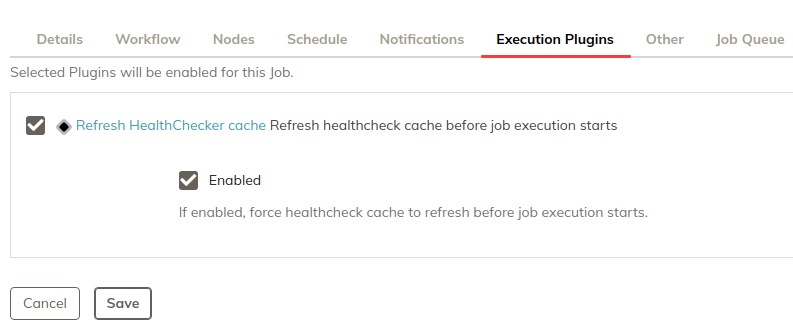 Details Workflow Nodes Schedule Notifications Execution Plugins Other Job Queue
Selected Plugins will be enabled for this Job.
Refresh HealthChecker cache Refresh healthcheck cache before job execution starts
Enabled
If enabled, force healthcheck cache to refresh before job execution starts.
Cancel Save